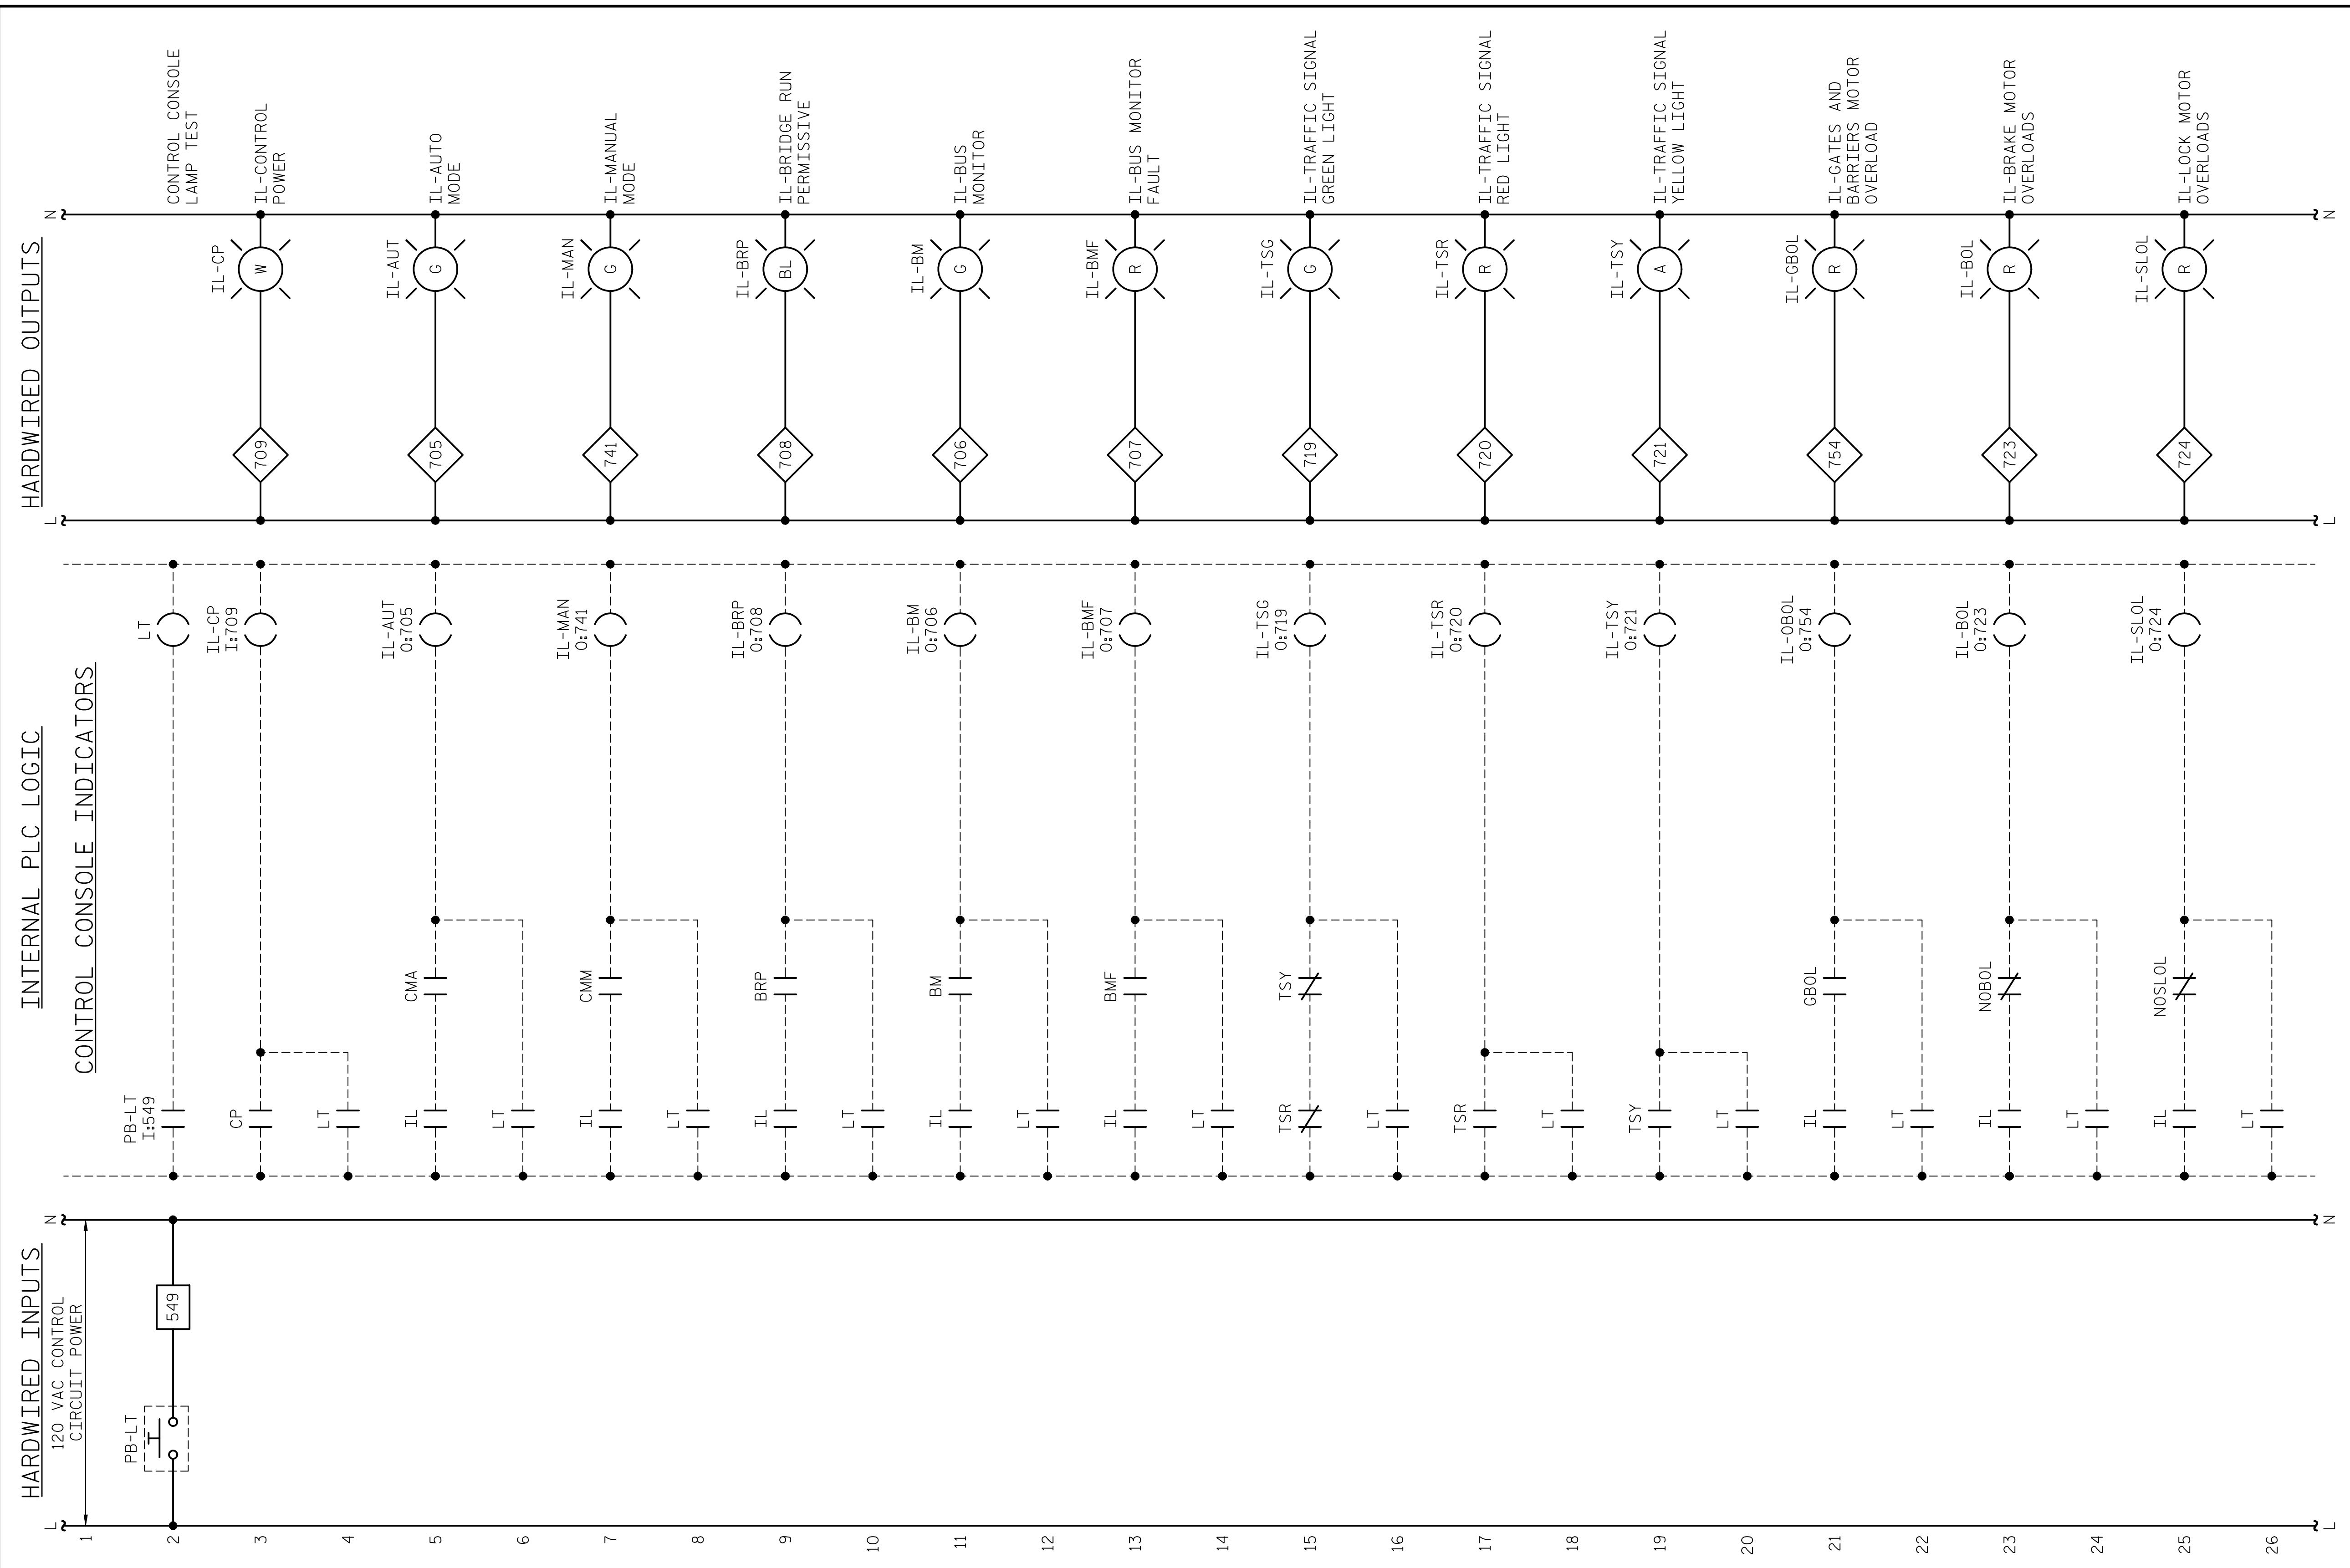 HARDWIRED INPUTS
120 VAC CONTROL
CIRCUIT POWER
INTERNAL PLC LOGIC
CONTROL CONSOLE INDICATORS
HARDWIRED OUTPUTS
L
N
L
N
1
2
PB-LT
549
PB-LT
I:549
LT
CONTROL CONSOLE
LAMP TEST
3
CP
IL-CP
I:709
709
IL-CP
W
IL-CONTROL
POWER
4
LT
5
IL
CMA
IL-AUT
O:705
705
IL-AUT
G
IL-AUTO
MODE
6
LT
7
IL
CMM
IL-MAN
O:741
741
IL-MAN
G
IL-MANUAL
MODE
8
LT
9
IL
BRP
IL-BRP
O:708
708
IL-BRP
BL
IL-BRIDGE RUN
PERMISSIVE
10
LT
11
IL
BM
IL-BM
O:706
706
IL-BM
G
IL-BUS
MONITOR
12
LT
13
IL
BMF
IL-BMF
O:707
707
IL-BMF
R
IL-BUS MONITOR
FAULT
14
LT
15
TSR
TSY
IL-TSG
O:719
719
IL-TSG
G
IL-TRAFFIC SIGNAL
GREEN LIGHT
16
LT
17
TSR
IL-TSR
O:720
720
IL-TSR
R
IL-TRAFFIC SIGNAL
RED LIGHT
18
LT
19
TSY
IL-TSY
O:721
721
IL-TSY
A
IL-TRAFFIC SIGNAL
YELLOW LIGHT
20
LT
21
IL
GBOL
IL-OBOL
O:754
754
IL-GBOL
R
IL-GATES AND
BARRIERS MOTOR
OVERLOAD
22
LT
23
IL
NOBOL
IL-BOL
O:723
723
IL-BOL
R
IL-BRAKE MOTOR
OVERLOADS
24
LT
25
IL
NOSLOL
IL-SLOL
O:724
724
IL-SLOL
R
IL-LOCK MOTOR
OVERLOADS
26
LT
L
N
L
N